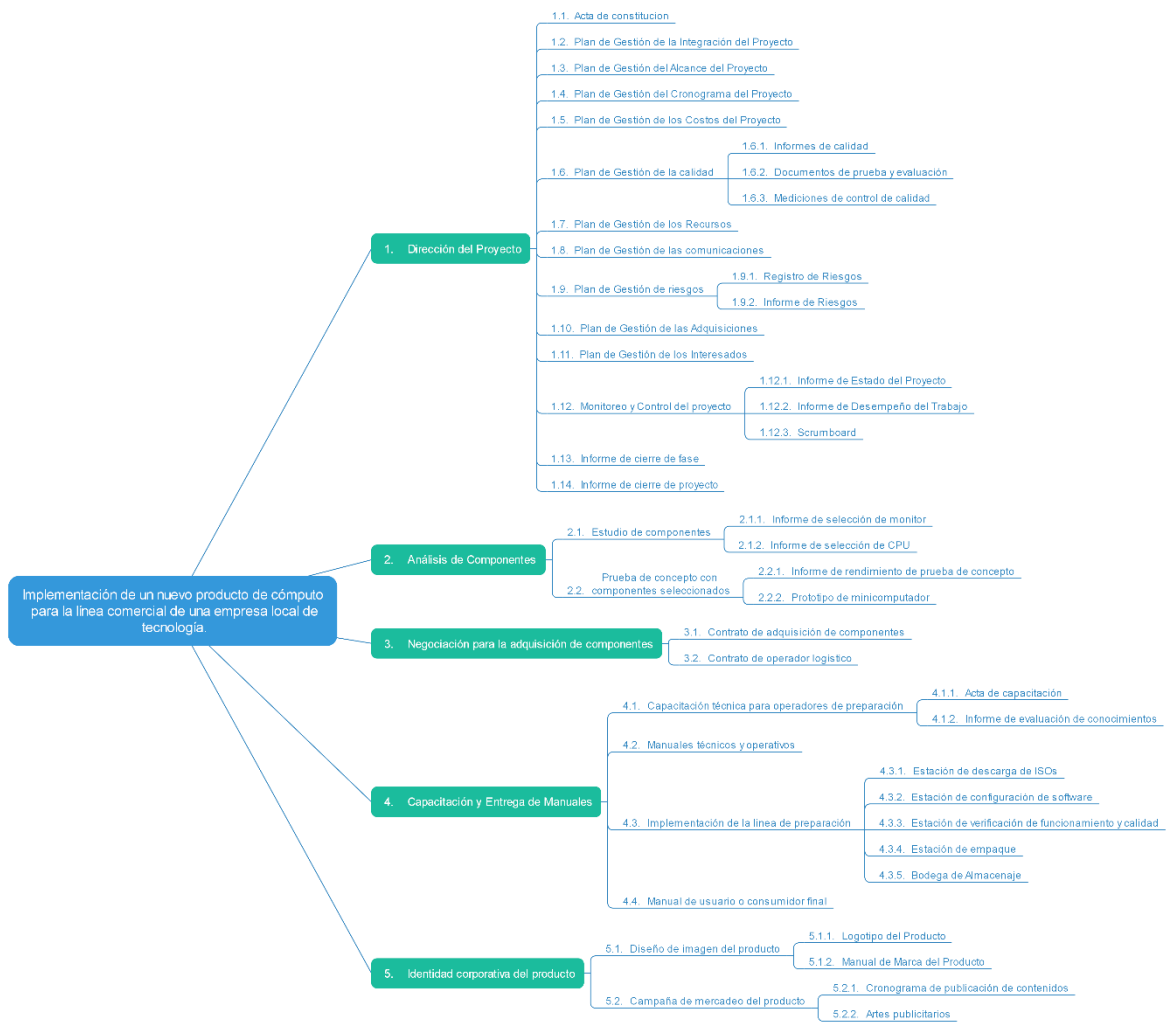 Implementación de un nuevo producto de cómputo
para la línea comercial de una empresa local de
tecnología.
1. Dirección del Proyecto
1.1. Acta de constitucion
1.2. Plan de Gestión de la Integración del Proyecto
1.3. Plan de Gestión del Alcance del Proyecto
1.4. Plan de Gestión del Cronograma del Proyecto
1.5. Plan de Gestión de los Costos del Proyecto
1.6. Plan de Gestión de la calidad
1.6.1. Informes de calidad
1.6.2. Documentos de prueba y evaluación
1.6.3. Mediciones de control de calidad
1.7. Plan de Gestión de los Recursos
1.8. Plan de Gestión de las comunicaciones
1.9. Plan de Gestión de riesgos
1.9.1. Registro de Riesgos
1.9.2. Informe de Riesgos
1.10. Plan de Gestión de las Adquisiciones
1.11. Plan de Gestión de los Interesados
1.12. Monitoreo y Control del proyecto
1.12.1. Informe de Estado del Proyecto
1.12.2. Informe de Desempeño del Trabajo
1.12.3. Scrumboard
1.13. Informe de cierre de fase
1.14. Informe de cierre de proyecto
2. Análisis de Componentes
2.1. Estudio de componentes
2.1.1. Informe de selección de monitor
2.1.2. Informe de selección de CPU
2.2. Prueba de concepto con
componentes seleccionados
2.2.1. Informe de rendimiento de prueba de concepto
2.2.2. Prototipo de minicomputador
3. Negociación para la adquisición de componentes
3.1. Contrato de adquisición de componentes
3.2. Contrato de operador logístico
4. Capacitación y Entrega de Manuales
4.1. Capacitación técnica para operadores de preparación
4.1.1. Acta de capacitación
4.1.2. Informe de evaluación de conocimientos
4.2. Manuales técnicos y operativos
4.3. Implementación de la linea de preparación
4.3.1. Estación de descarga de ISOs
4.3.2. Estación de configuración de software
4.3.3. Estación de verificación de funcionamiento y calidad
4.3.4. Estación de empaque
4.3.5. Bodega de Almacenaje
4.4. Manual de usuario o consumidor final
5. Identidad corporativa del producto
5.1. Diseño de imagen del producto
5.1.1. Logotipo del Producto
5.1.2. Manual de Marca del Producto
5.2. Campaña de mercadeo del producto
5.2.1. Cronograma de publicación de contenidos
5.2.2. Artes publicitarios